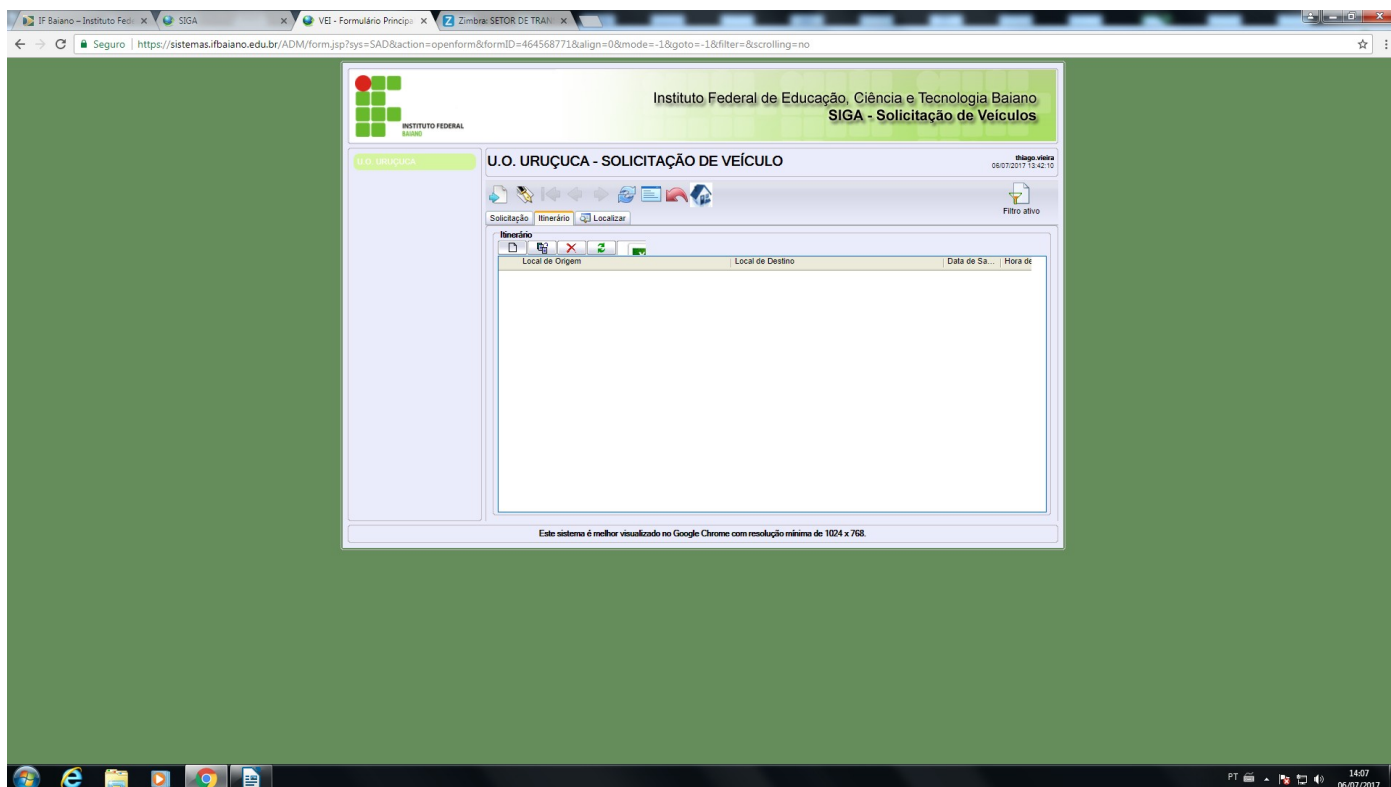 IF Baiano – Instituto Fede
SIGA
VEI - Formulário Principa
Zimbra: SETOR DE TRAN
Seguro
https://sistemas.ifbaiano.edu.br/ADM/form.jsp?sys=SAD&action=openform&formID=464568771&align=0&mode=-1&goto=-1&filter=&scrolling=no
INSTITUTO FEDERAL
BAIANO
Instituto Federal de Educação, Ciência e Tecnologia Baiano
SIGA - Solicitação de Veículos
U.O. URUÇUCA
U.O. URUÇUCA - SOLICITAÇÃO DE VEÍCULO
thiago.vieira
06/07/2017 13:42:10
Filtro ativo
Solicitação Itinerário Localizar
Itinerário
Local de Origem Local de Destino Data de Sa... Hora de
Este sistema é melhor visualizado no Google Chrome com resolução mínima de 1024 x 768.
PT
14:07
06/07/2017